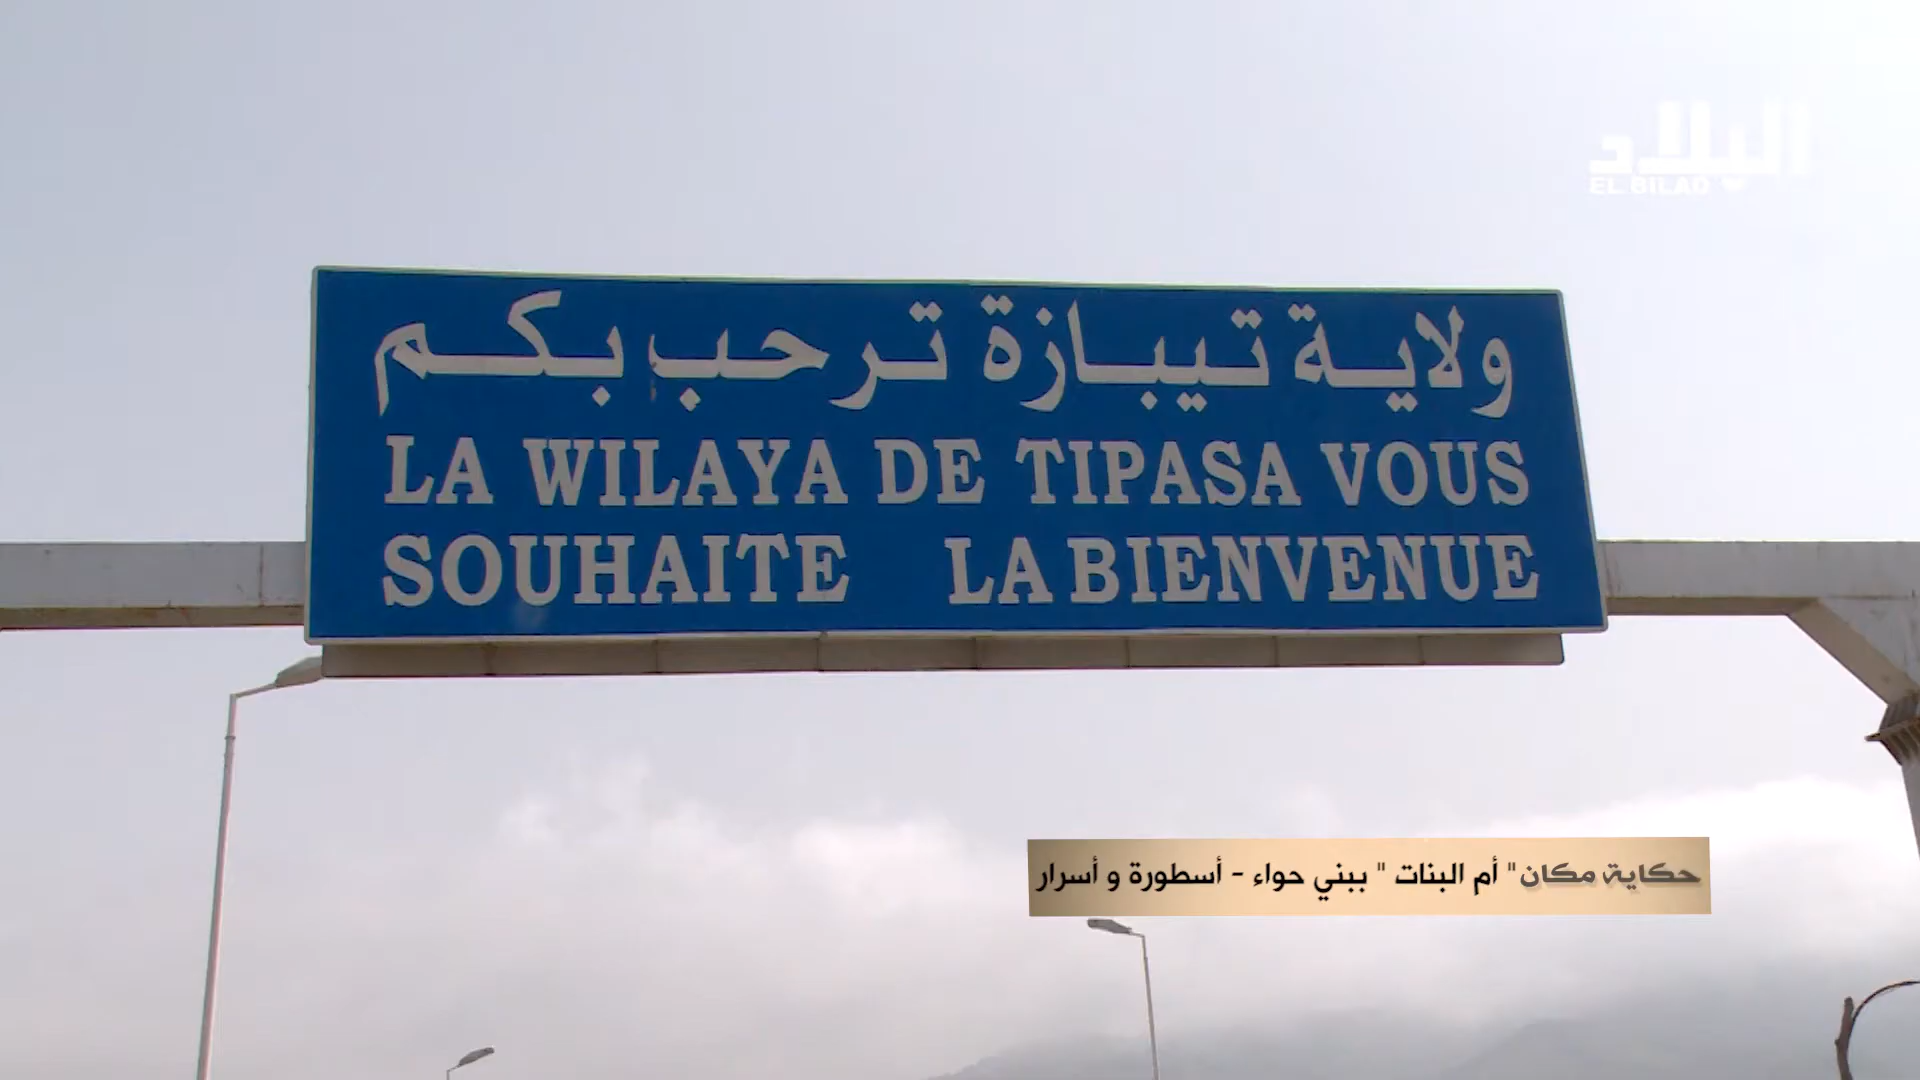 البلاد
EL BILAD
ولاية تيبازة ترحب بكم
LA WILAYA DE TIPASA VOUS
SOUHAITE LA BIENVENUE
حكاية مكان" أم البنات " ببني حواء - أسطورة و أسرار